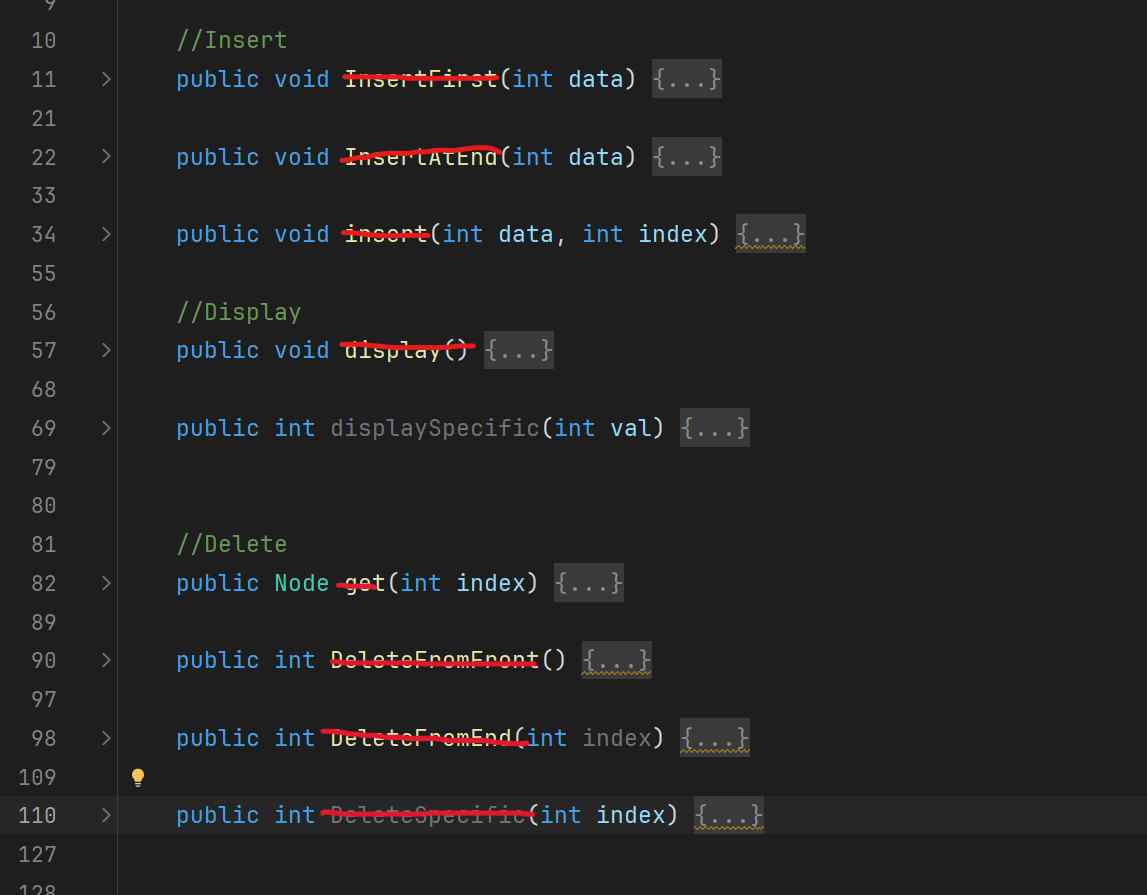 9
10 //Insert
11 public void InsertFirst(int data) {...}
21
22 public void InsertAtEnd(int data) {...}
33
34 public void insert(int data, int index) {...}
55
56 //Display
57 public void display() {...}
68
69 public int displaySpecific(int val) {...}
79
80
81 //Delete
82 public Node get(int index) {...}
89
90 public int DeleteFromFront() {...}
97
98 public int DeleteFromEnd(int index) {...}
109
110 public int DeleteSpecific(int index) {...}
127
128